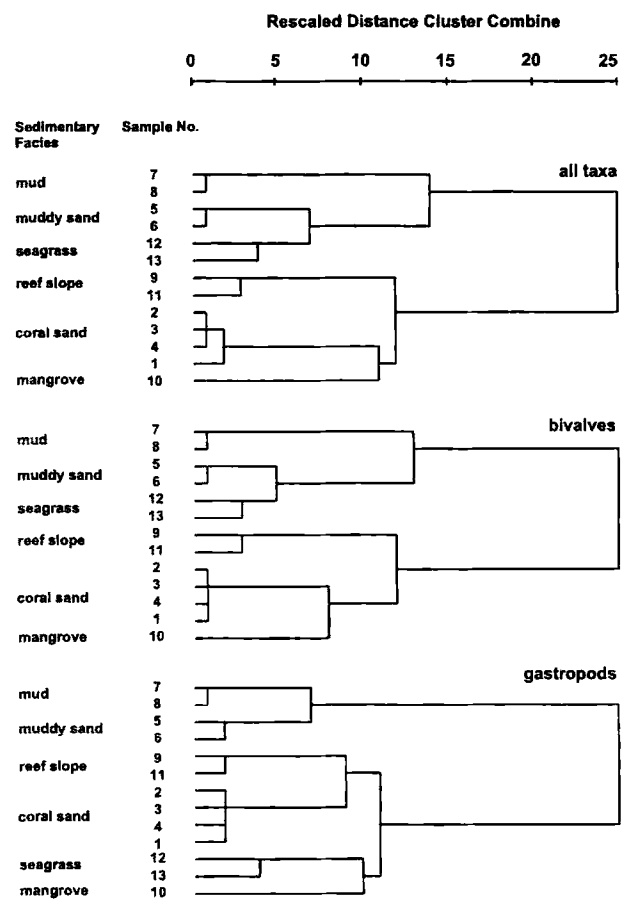 Rescaled Distance Cluster Combine
0 5 10 15 20 25
Sedimentary Sample No.
Facies
all taxa
7
mud
8
5
muddy sand
6
12
seagrass
13
9
reef slope
11
2
3
coral sand
4
1
mangrove 10
bivalves
7
mud
8
5
muddy sand
6
12
seagrass
13
9
reef slope
11
2
3
coral sand
4
1
mangrove 10
gastropods
7
mud
8
5
muddy sand
6
9
reef slope
11
2
3
coral sand
4
1
12
seagrass
13
mangrove 10